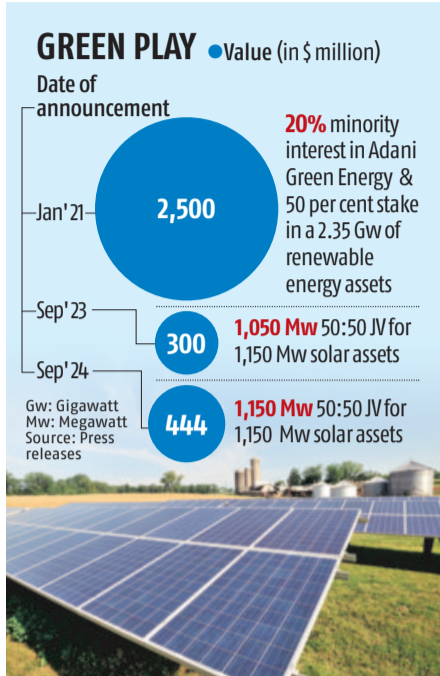 GREEN PLAY ●Value (in $ million)
Date of
announcement
Jan'21
2,500
20% minority
interest in Adani
Green Energy &
50 per cent stake
in a 2.35 Gw of
renewable
energy assets
Sep'23
300
1,050 Mw 50:50 JV for
1,150 Mw solar assets
Sep'24
444
1,150 Mw 50:50 JV for
1,150 Mw solar assets
Gw: Gigawatt
Mw: Megawatt
Source: Press
releases